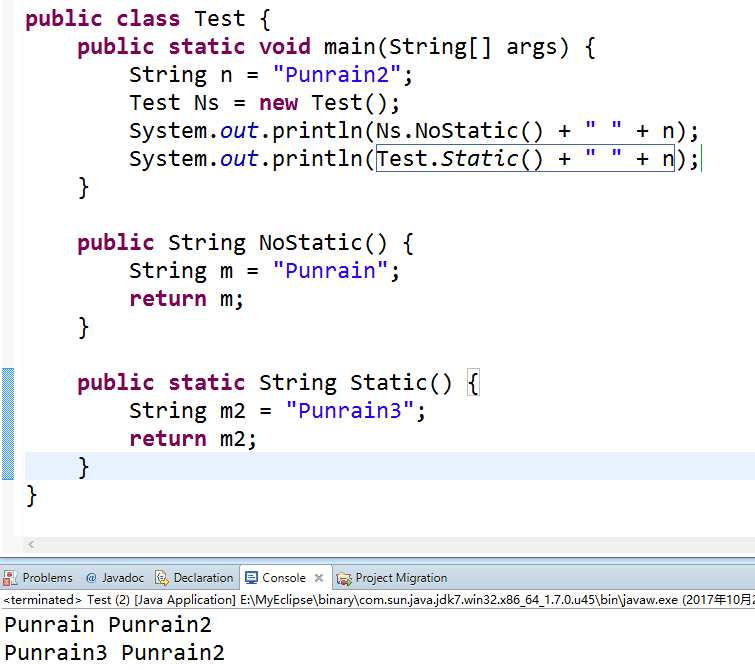 public class Test {
    public static void main(String[] args) {
        String n = "Punrain2";
        Test Ns = new Test();
        System.out.println(Ns.NoStatic() + " " + n);
        System.out.println(Test.Static() + " " + n);
    }
    public String NoStatic() {
        String m = "Punrain";
        return m;
    }
    public static String Static() {
        String m2 = "Punrain3";
        return m2;
    }
}
Problems @ Javadoc Declaration Console Project Migration
<terminated> Test (2) [Java Application] E:\MyEclipse\binary\com.sun.java.jdk7.win32.x86_64_1.7.0.u45\bin\javaw.exe (2017年10月
Punrain Punrain2
Punrain3 Punrain2